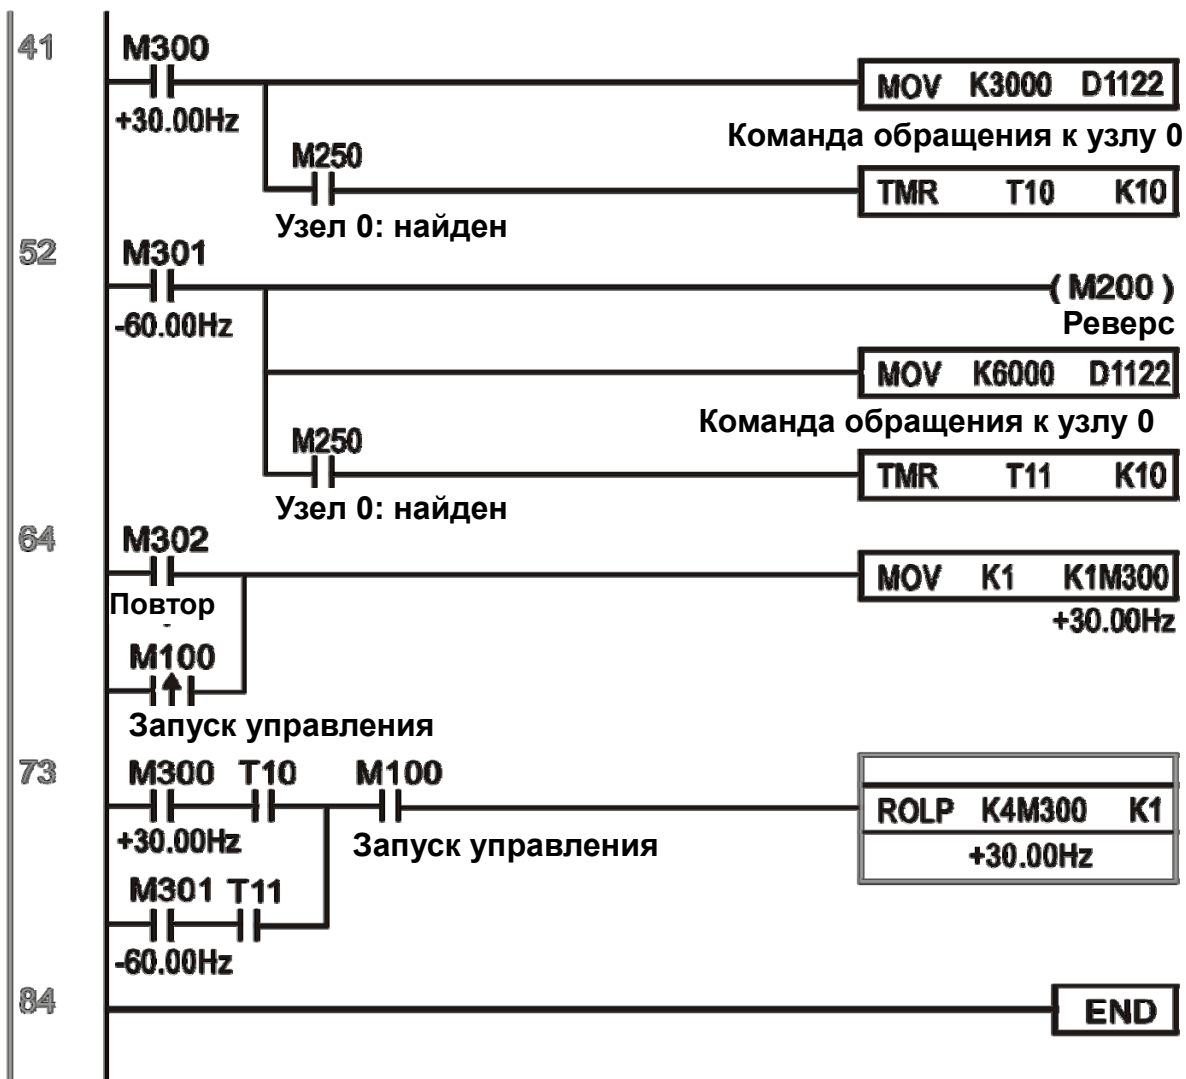 41
M300
+30.00Hz
MOV K3000 D1122
Команда обращения к узлу 0
M250
TMR T10 K10
Узел 0: найден
52
M301
-60.00Hz
( M200 )
Реверс
MOV K6000 D1122
Команда обращения к узлу 0
M250
TMR T11 K10
Узел 0: найден
64
M302
Повтор
MOV K1 K1M300
+30.00Hz
M100
Запуск управления
73
M300 T10 M100
+30.00Hz
Запуск управления
ROLP K4M300 K1
+30.00Hz
M301 T11
-60.00Hz
84
END